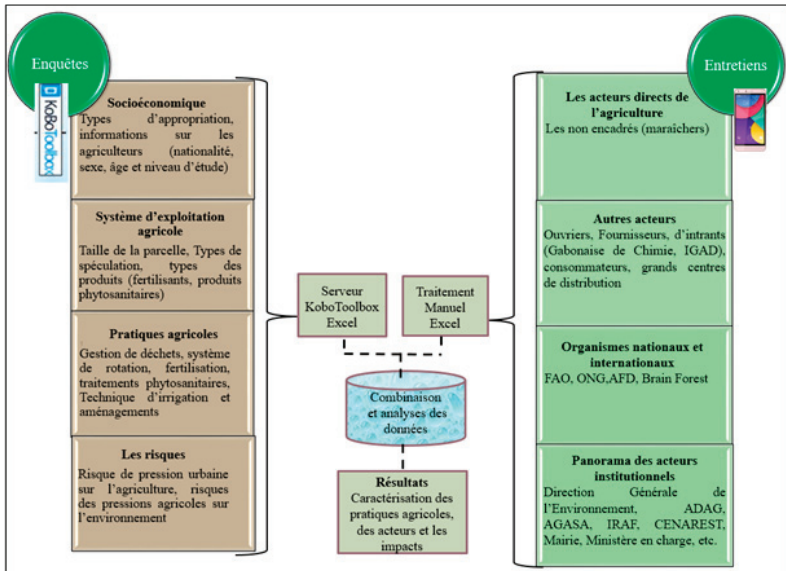 Enquêtes
KoBoToolbox
Socioéconomique
Types d'appropriation,
informations sur les
agriculteurs (nationalité,
sexe, âge et niveau d'étude)
Système d'exploitation
agricole
Taille de la parcelle, Types de
spéculation, types des
produits (fertilisants, produits
phytosanitaires)
Pratiques agricoles
Gestion de déchets, système
de rotation, fertilisation,
traitements phytosanitaires,
Technique d'irrigation et
aménagements
Les risques
Risque de pression urbaine
sur l'agriculture, risques des
pressions agricoles sur
l'environnement
Serveur
KoboToolbox
Excel
Traitement
Manuel
Excel
Combinaison
et analyses des
données
Résultats
Caractérisation des
pratiques agricoles,
des acteurs et les
impacts
Entretiens
Les acteurs directs de
l'agriculture
Les non encadrés (maraîchers)
Autres acteurs
Ouvriers, Fournisseurs, d'intrants
(Gabonaise de Chimie, IGAD),
consommateurs, grands centres
de distribution
Organismes nationaux et
internationaux
FAO, ONG,AFD, Brain Forest
Panorama des acteurs
institutionnels
Direction Générale de
l'Environnement, ADAG,
AGASA, IRAF, CENAREST,
Mairie, Ministère en charge, etc.